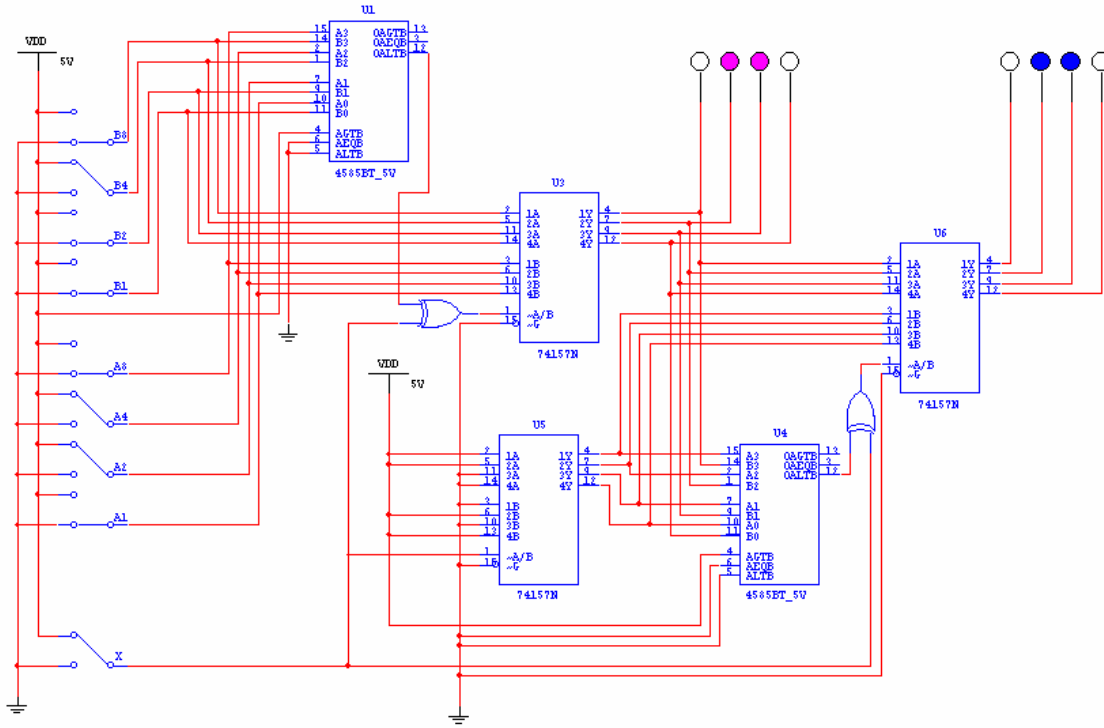 U1
VDD
5V
15 A3 OAGTB 13
14 B3 OAEQB 3
2 A2 OALTB 12
1 B2
7 A1
9 B1
10 A0
11 B0
4 AGTB
6 AEQB
5 ALTB
4585BT_5V
B8
B4
B2
B1
A8
A4
A2
A1
X
U3
2 1A 1Y 4
5 2A 2Y 7
11 3A 3Y 9
14 4A 4Y 12
3 1B
6 2B
10 3B
13 4B
1 ~A/B
15 ~G
74157N
U6
2 1A 1Y 4
5 2A 2Y 7
11 3A 3Y 9
14 4A 4Y 12
3 1B
6 2B
10 3B
13 4B
1 ~A/B
15 ~G
74157N
VDD
5V
U5
2 1A 1Y 4
5 2A 2Y 7
11 3A 3Y 9
14 4A 4Y 12
3 1B
6 2B
10 3B
13 4B
1 ~A/B
15 ~G
74157N
U4
15 A3 OAGTB 13
14 B3 OAEQB 3
2 A2 OALTB 12
1 B2
7 A1
9 B1
10 A0
11 B0
4 AGTB
6 AEQB
5 ALTB
4585BT_5V